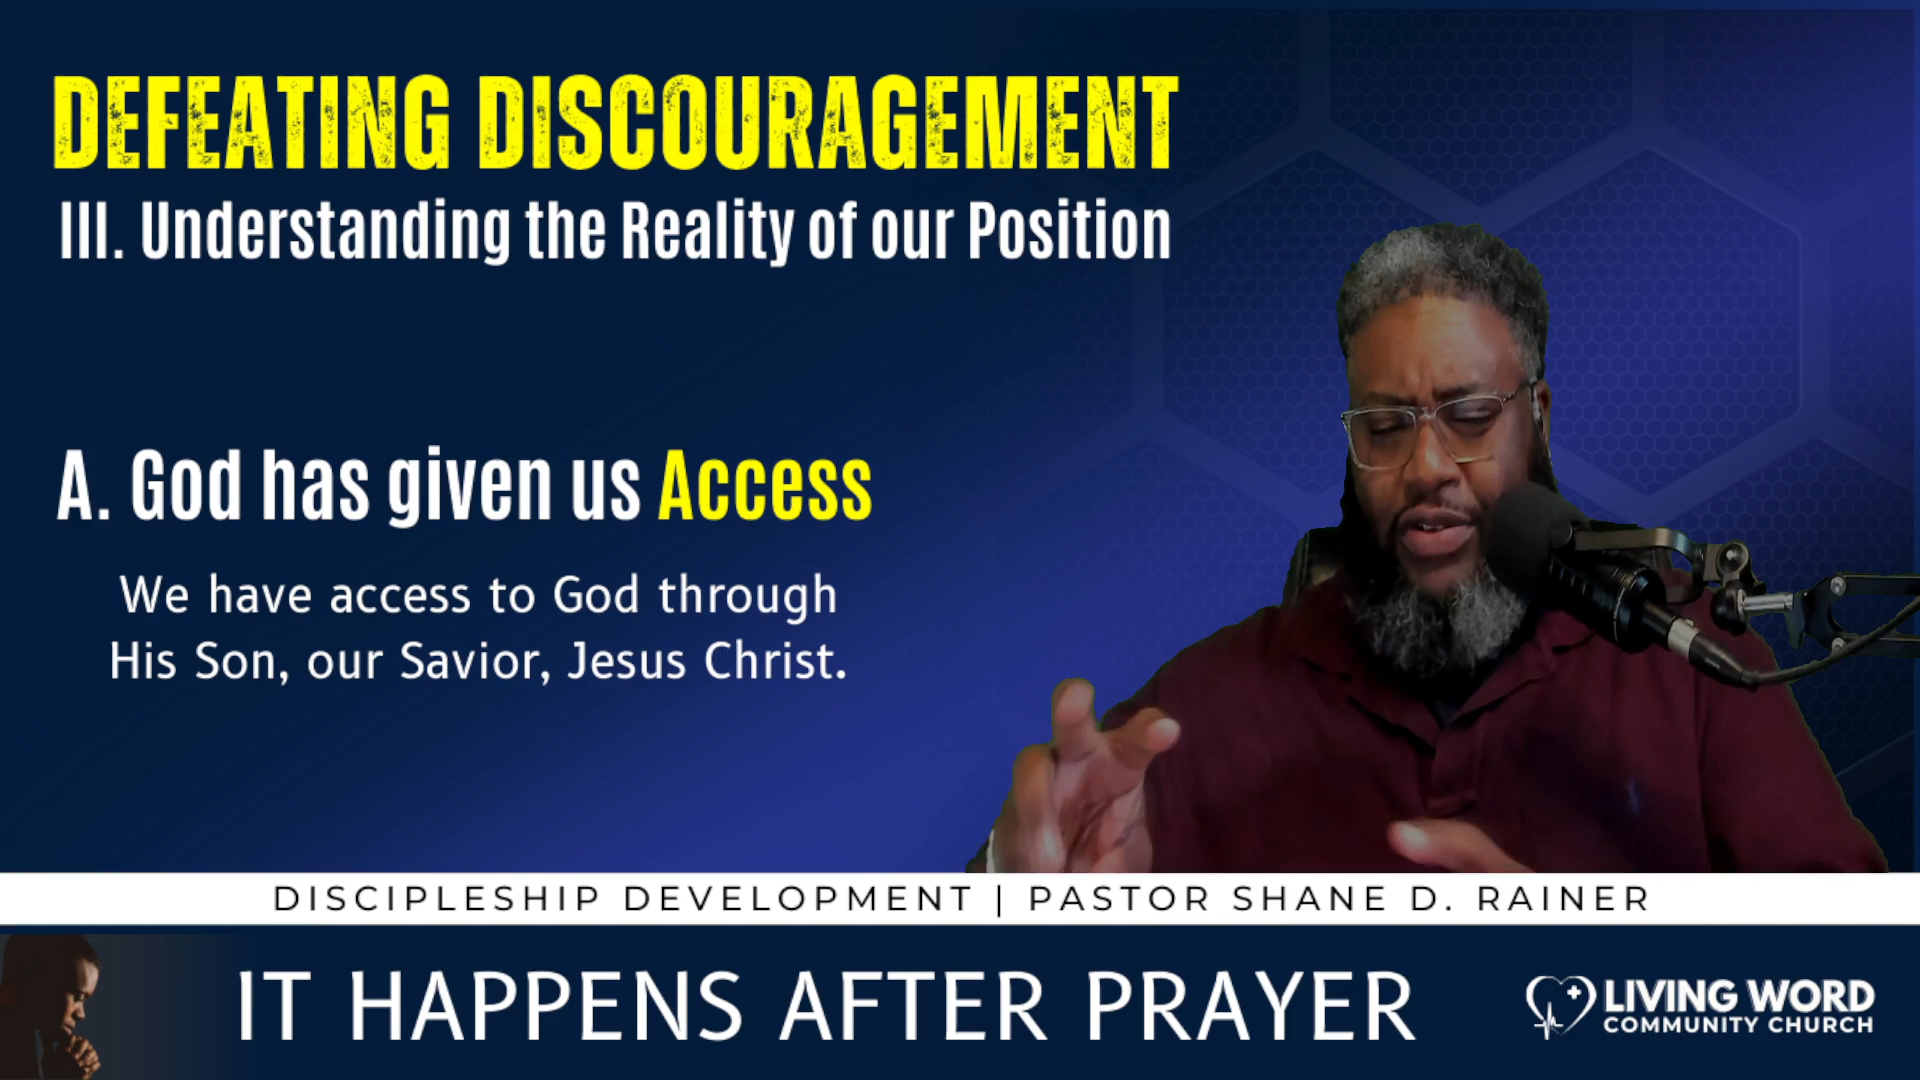 DEFEATING DISCOURAGEMENT
III. Understanding the Reality of our Position
A. God has given us Access
We have access to God through
His Son, our Savior, Jesus Christ.
DISCIPLESHIP DEVELOPMENT | PASTOR SHANE D. RAINER
IT HAPPENS AFTER PRAYER
LIVING WORD
COMMUNITY CHURCH